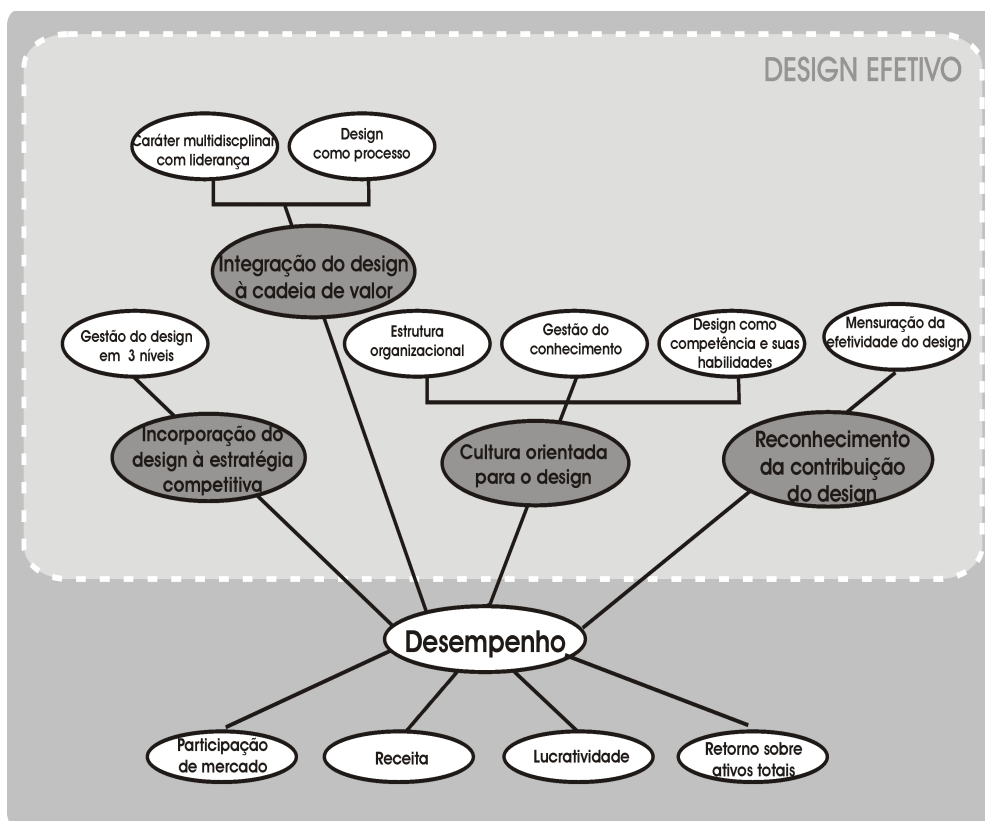 DESIGN EFETIVO
Caráter multidiscplinar
com liderança
Design
como processo
Integração do design
à cadeia de valor
Gestão do design
em 3 níveis
Estrutura
organizacional
Gestão do
conhecimento
Design como
competência e suas
habilidades
Mensuração da
efetividade do design
Incorporação do
design à estratégia
competitiva
Cultura orientada
para o design
Reconhecimento
da contribuição
do design
Desempenho
Participação
de mercado
Receita
Lucratividade
Retorno sobre
ativos totais